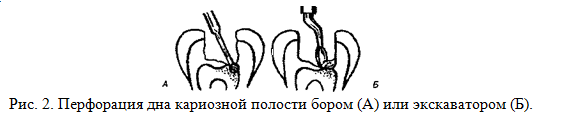 А Б
Рис. 2. Перфорация дна кариозной полости бором (А) или экскаватором (Б).